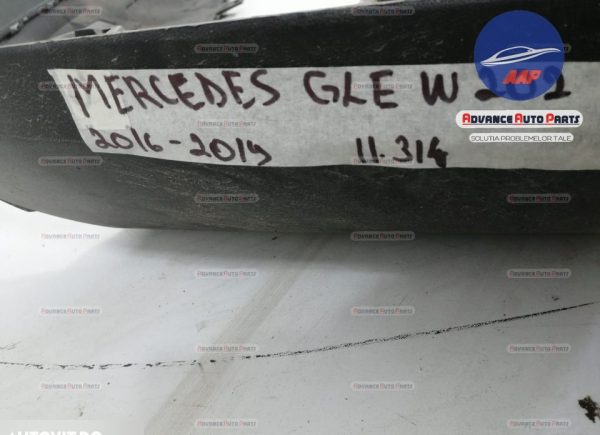 MERCEDES GLE W
2016-2019 11.314
AAP
ADVANCE AUTO PARTS
SOLUTIA PROBLEMELOR TALE